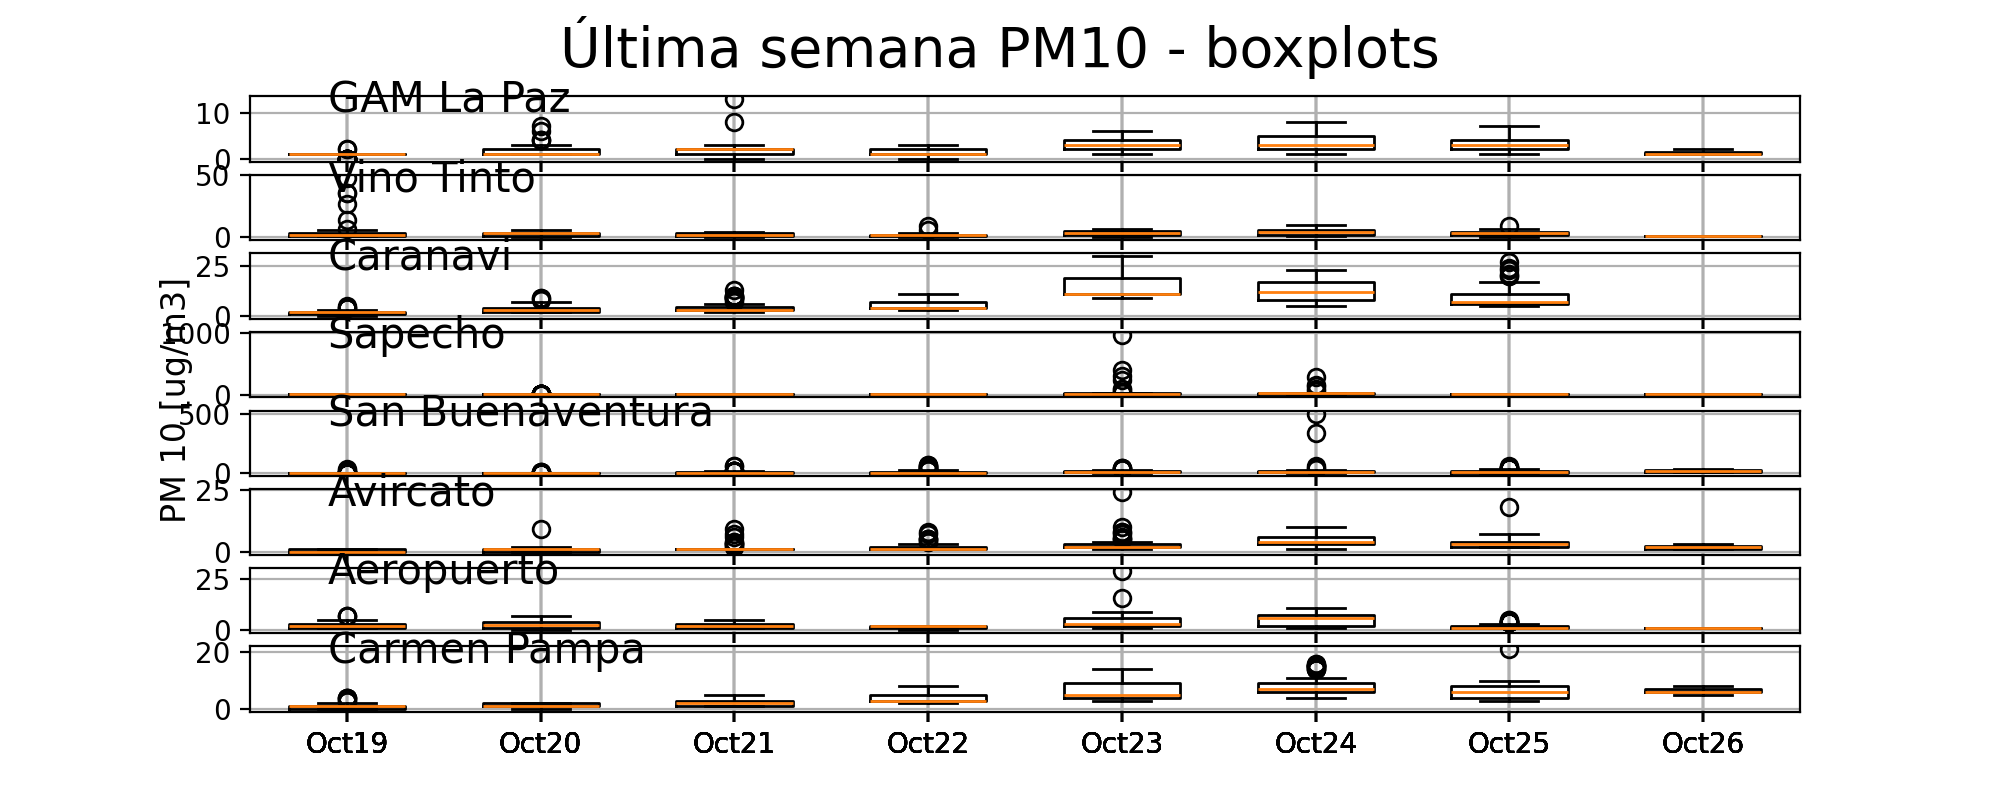 Última semana PM10 - boxplots
GAM La Paz
10
0
Vino Tinto
50
0
Caranavi
25
0
Sapecho
1000
0
San Buenaventura
500
0
Avircato
25
0
Aeropuerto
25
0
Carmen Pampa
20
0
PM 10 [ug/m3]
Oct19 Oct20 Oct21 Oct22 Oct23 Oct24 Oct25 Oct26